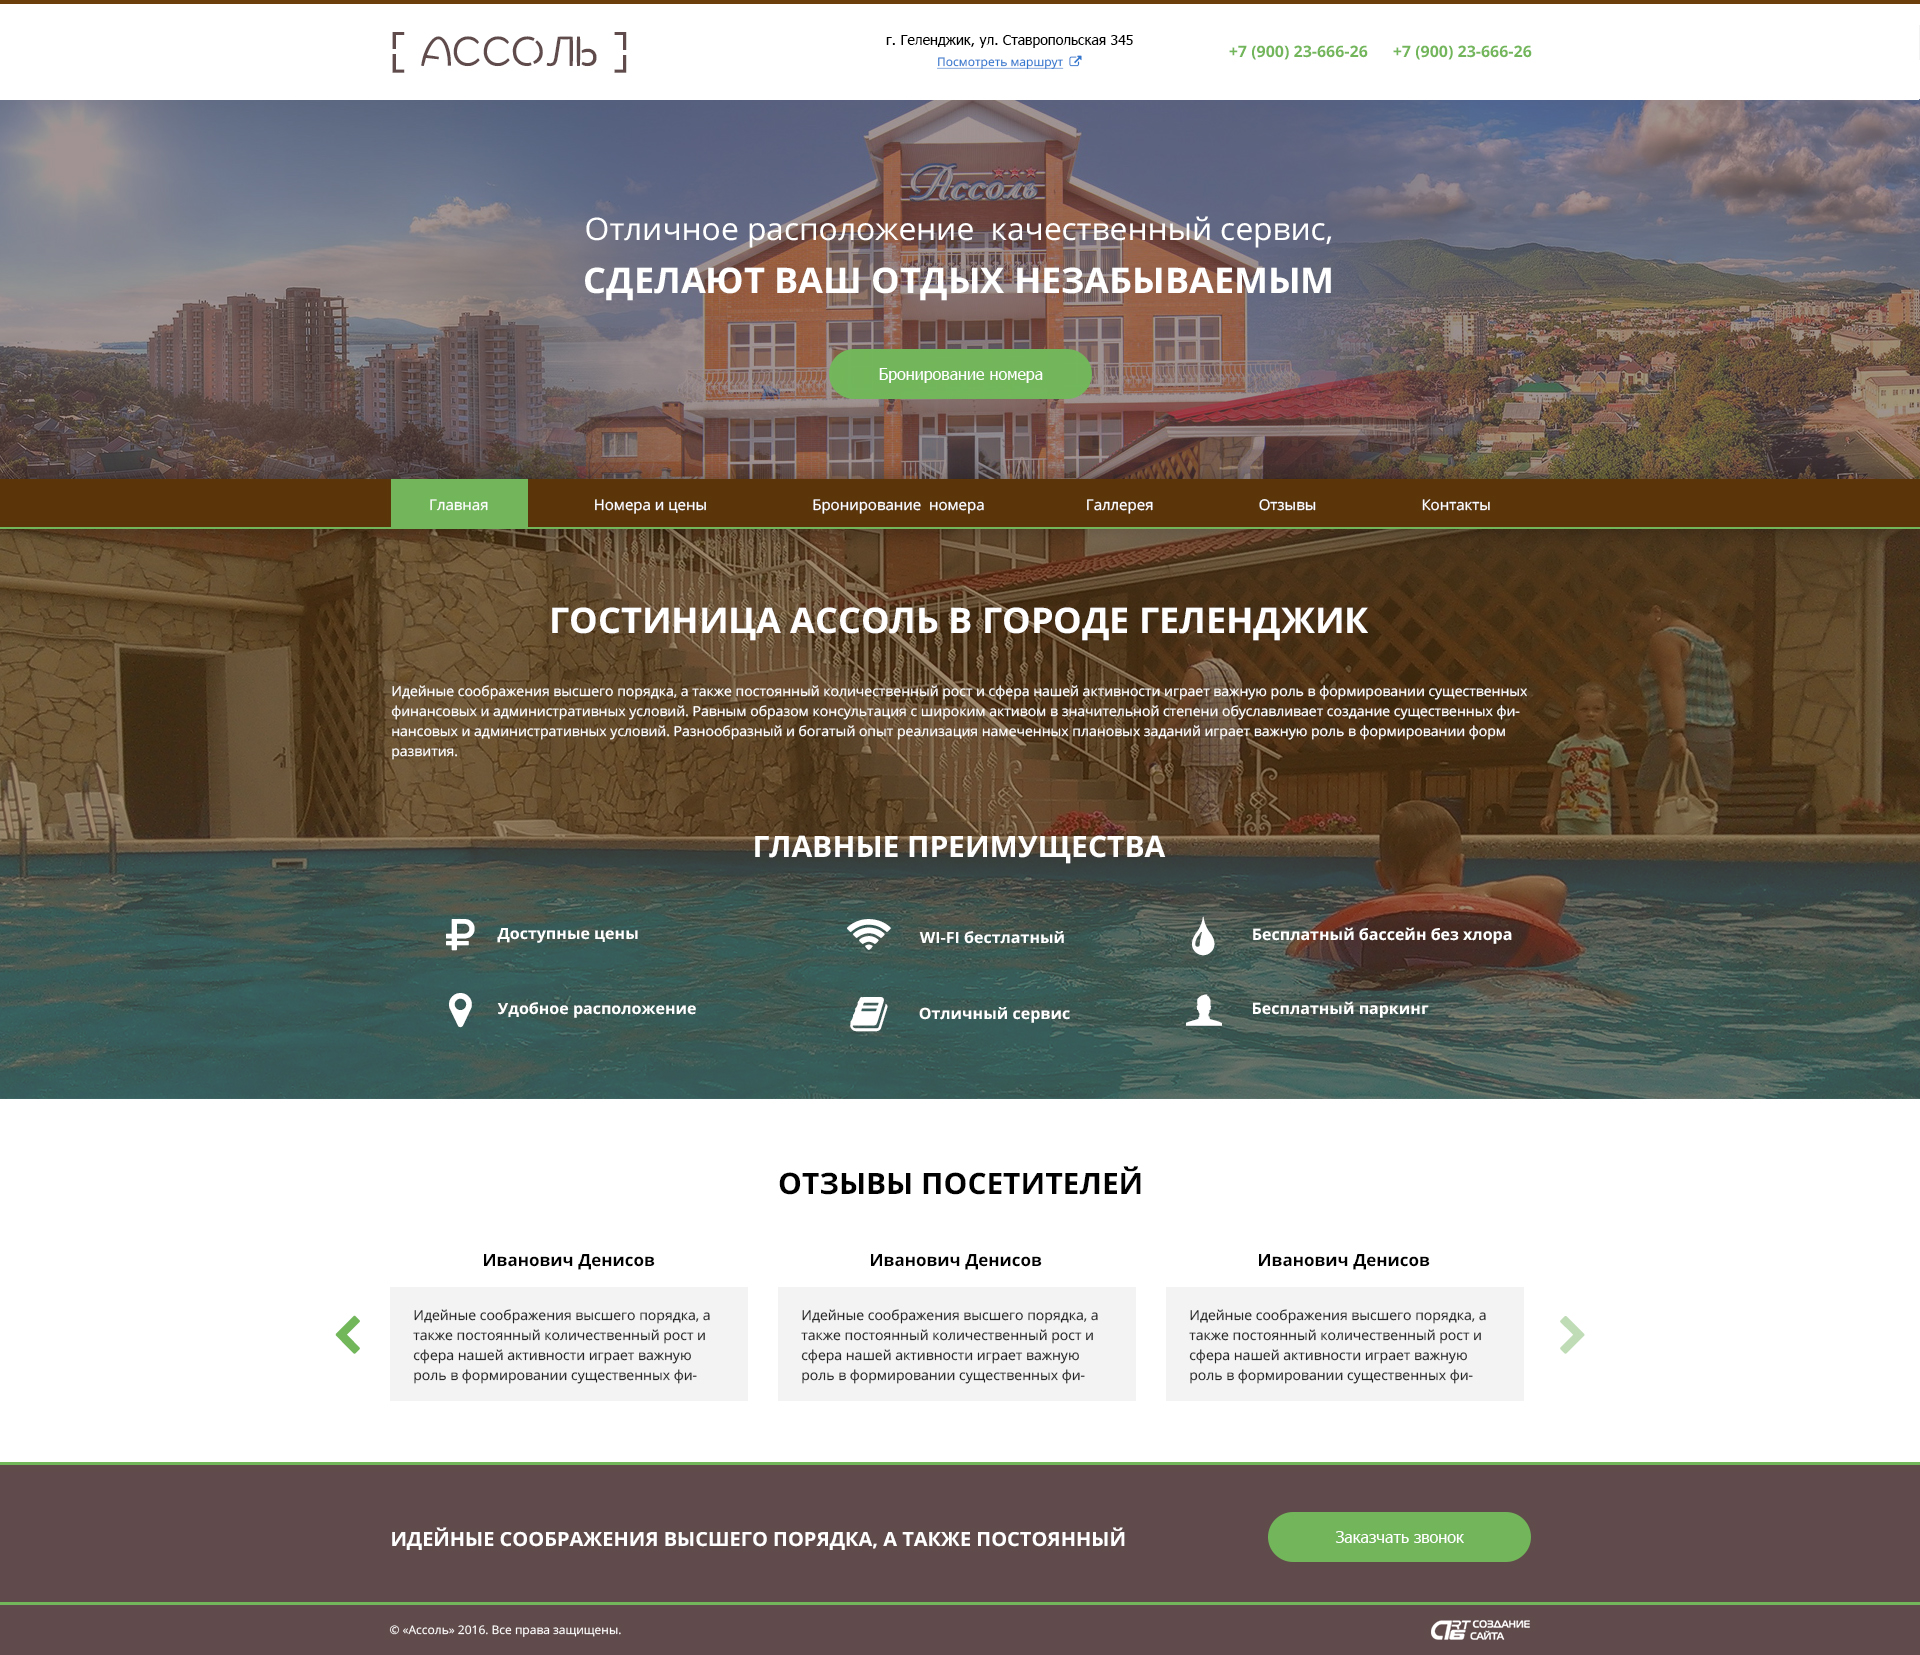 [ АССОЛЬ ]
г. Геленджик, ул. Ставропольская 345
Посмотреть маршрут
+7 (900) 23-666-26 +7 (900) 23-666-26
Ассоль
Отличное расположение качественный сервис,
СДЕЛАЮТ ВАШ ОТДЫХ НЕЗАБЫВАЕМЫМ
Бронирование номера
Главная Номера и цены Бронирование номера Галлерея Отзывы Контакты
ГОСТИНИЦА АССОЛЬ В ГОРОДЕ ГЕЛЕНДЖИК
Идейные соображения высшего порядка, а также постоянный количественный рост и сфера нашей активности играет важную роль в формировании существенных
финансовых и административных условий. Равным образом консультация с широким активом в значительной степени обуславливает создание существенных фи-
нансовых и административных условий. Разнообразный и богатый опыт реализация намеченных плановых заданий играет важную роль в формировании форм
развития.
ГЛАВНЫЕ ПРЕИМУЩЕСТВА
Доступные цены
WI-FI бестлатный
Бесплатный бассейн без хлора
Удобное расположение
Отличный сервис
Бесплатный паркинг
ОТЗЫВЫ ПОСЕТИТЕЛЕЙ
Иванович Денисов
Идейные соображения высшего порядка, а
также постоянный количественный рост и
сфера нашей активности играет важную
роль в формировании существенных фи-
Иванович Денисов
Идейные соображения высшего порядка, а
также постоянный количественный рост и
сфера нашей активности играет важную
роль в формировании существенных фи-
Иванович Денисов
Идейные соображения высшего порядка, а
также постоянный количественный рост и
сфера нашей активности играет важную
роль в формировании существенных фи-
ИДЕЙНЫЕ СООБРАЖЕНИЯ ВЫСШЕГО ПОРЯДКА, А ТАКЖЕ ПОСТОЯННЫЙ
Заказчать звонок
© «Ассоль» 2016. Все права защищены.
СОЗДАНИЕ
САЙТА